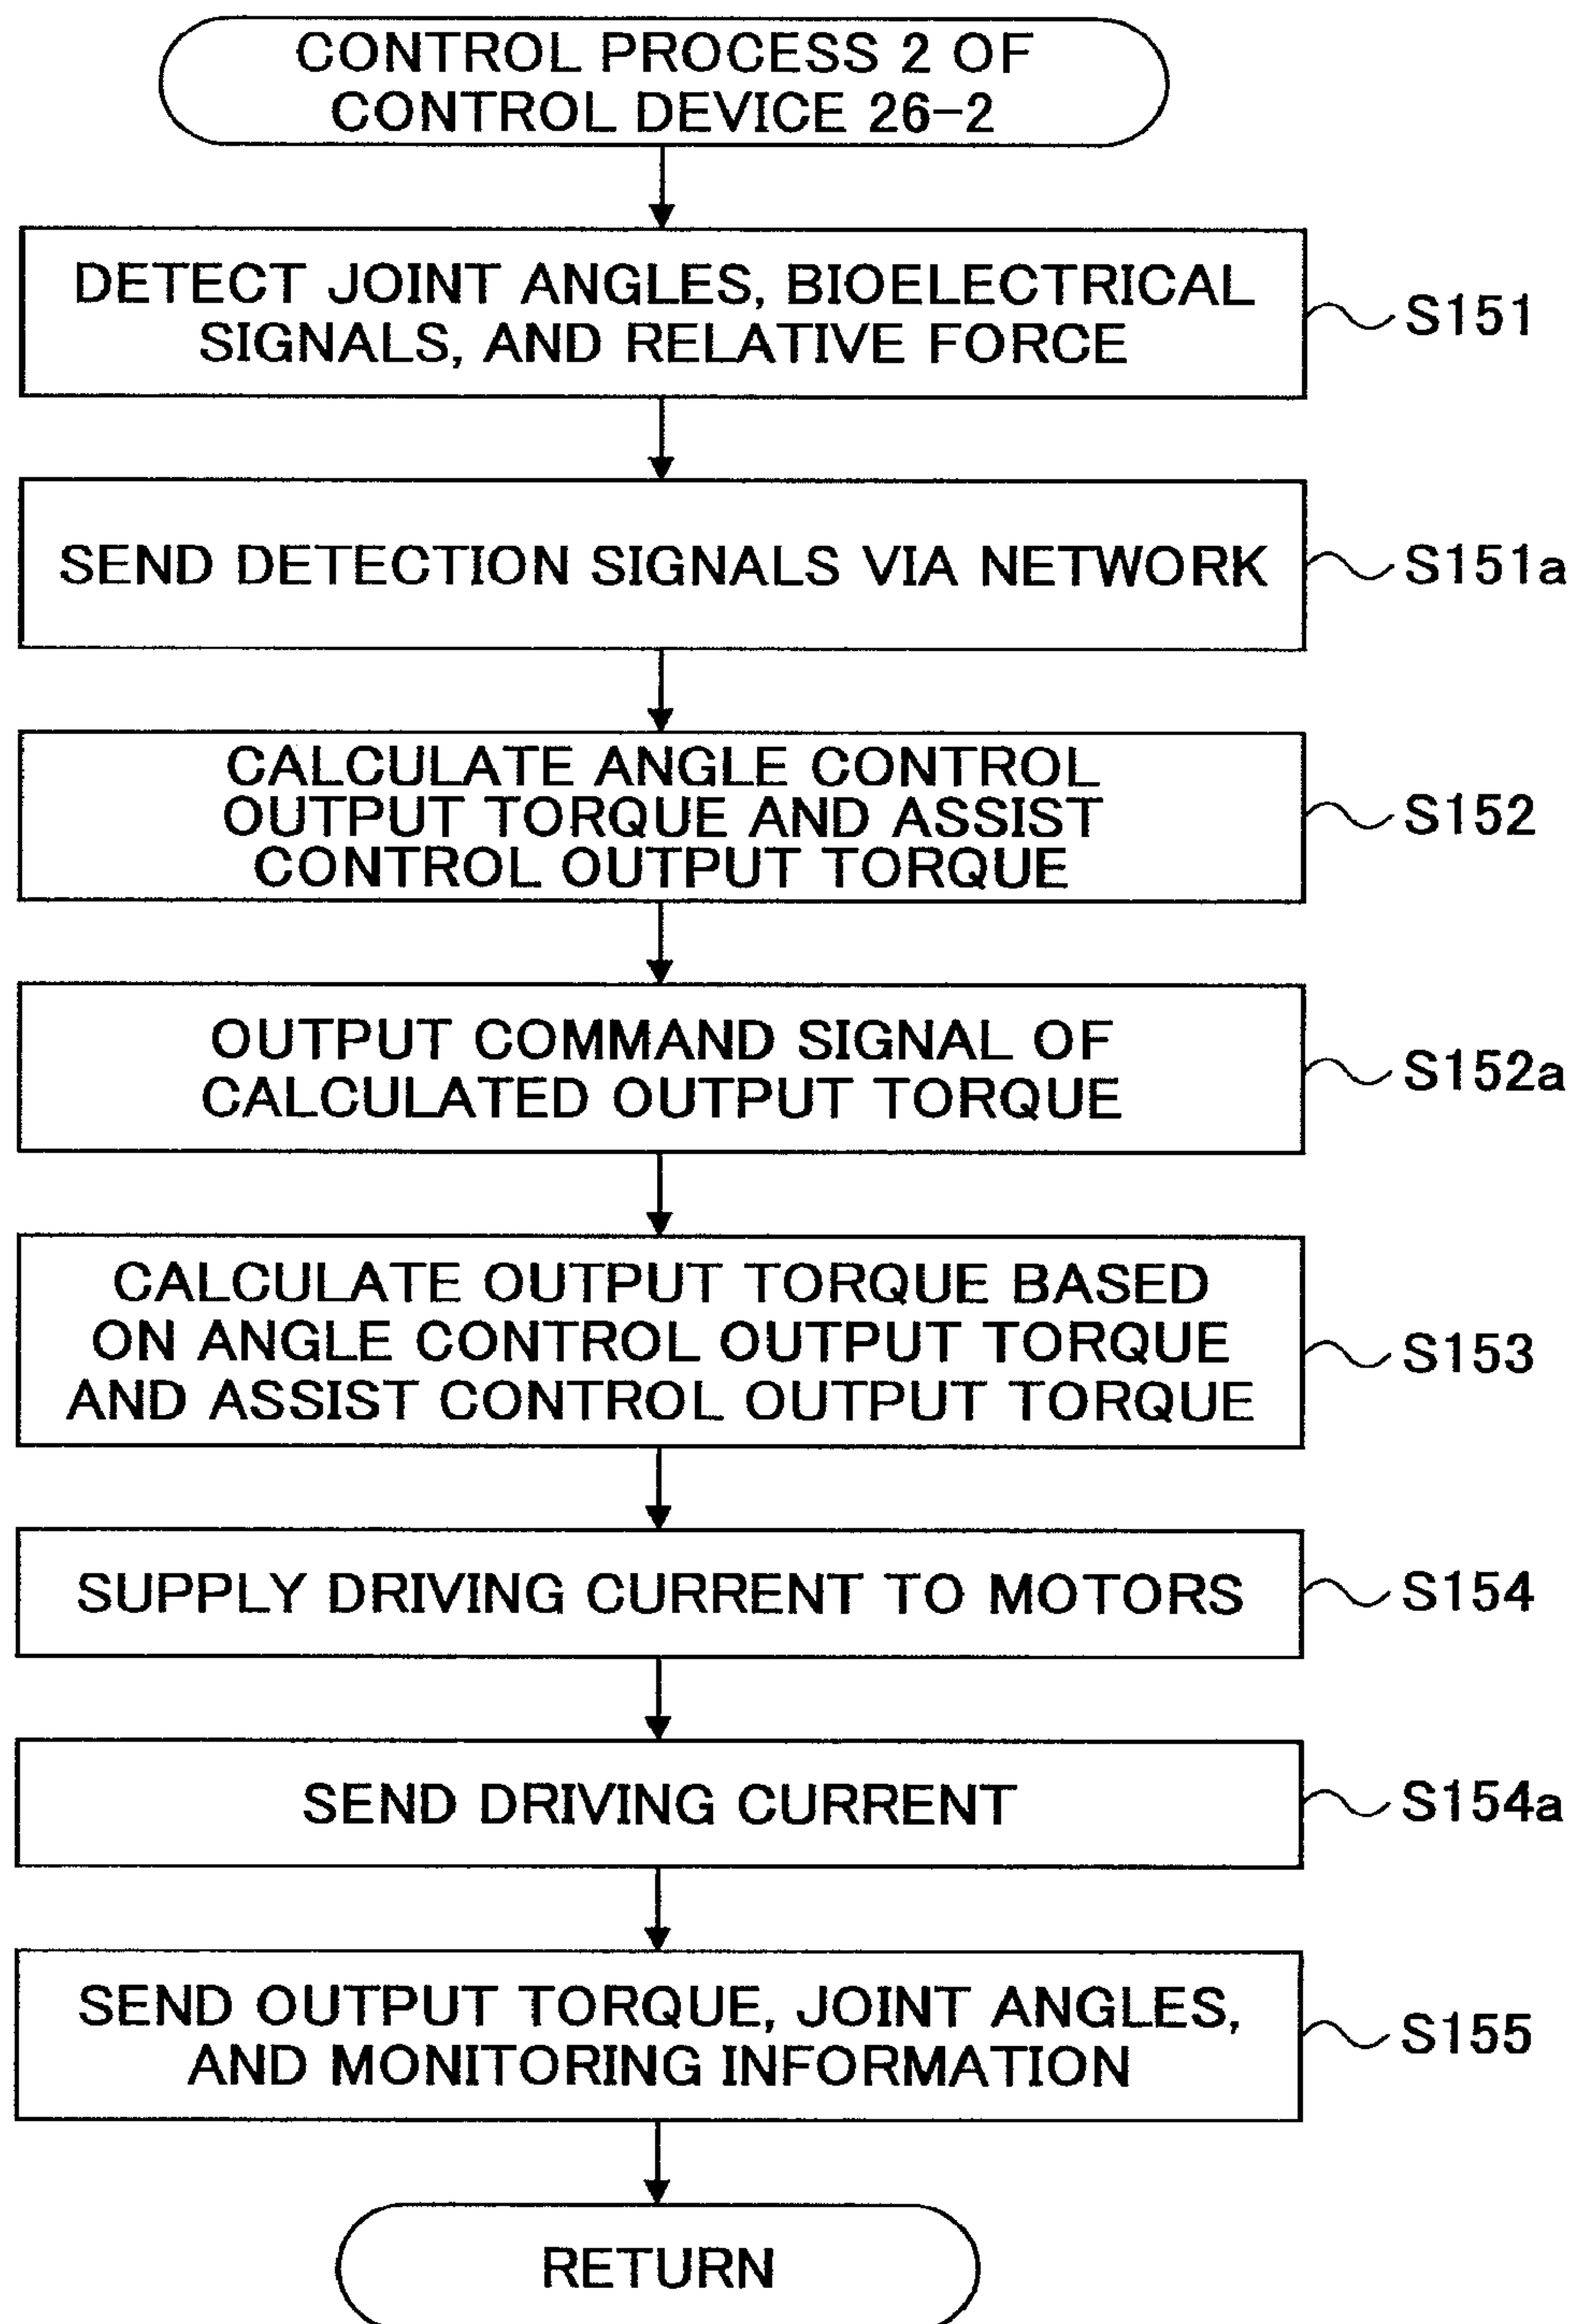 CONTROL PROCESS 2 OF
CONTROL DEVICE 26-2
DETECT JOINT ANGLES, BIOELECTRICAL
SIGNALS, AND RELATIVE FORCE
S151
SEND DETECTION SIGNALS VIA NETWORK
S151a
CALCULATE ANGLE CONTROL
OUTPUT TORQUE AND ASSIST
CONTROL OUTPUT TORQUE
S152
OUTPUT COMMAND SIGNAL OF
CALCULATED OUTPUT TORQUE
S152a
CALCULATE OUTPUT TORQUE BASED
ON ANGLE CONTROL OUTPUT TORQUE
AND ASSIST CONTROL OUTPUT TORQUE
S153
SUPPLY DRIVING CURRENT TO MOTORS
S154
SEND DRIVING CURRENT
S154a
SEND OUTPUT TORQUE, JOINT ANGLES,
AND MONITORING INFORMATION
S155
RETURN